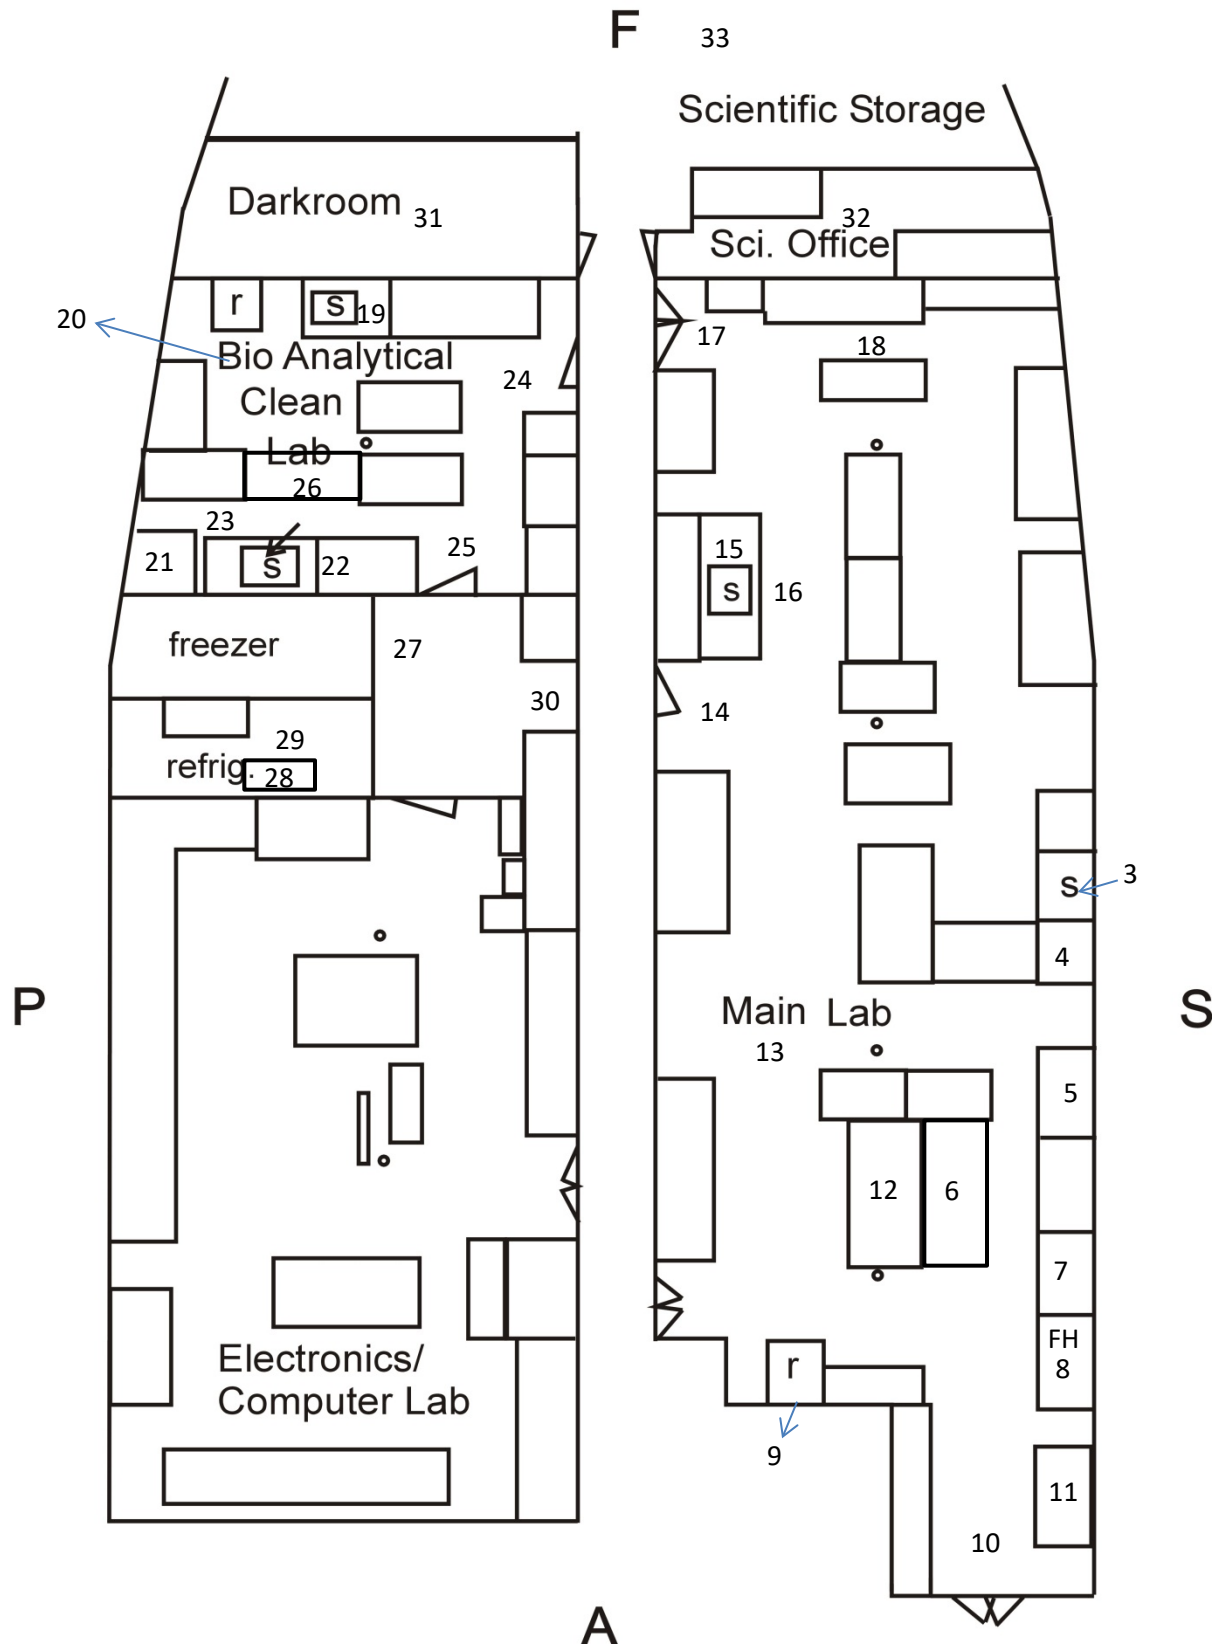 F
33
Scientific Storage
Darkroom
31
32
Sci. Office
r
s
19
20
17
18
Bio Analytical
Clean
Lab
24
26
23
21
s
22
25
15
s
16
freezer
27
30
14
29
refrig.
28
s
3
4
P
S
Main Lab
13
5
12
6
7
FH
8
r
Electronics/
Computer Lab
9
11
10
A